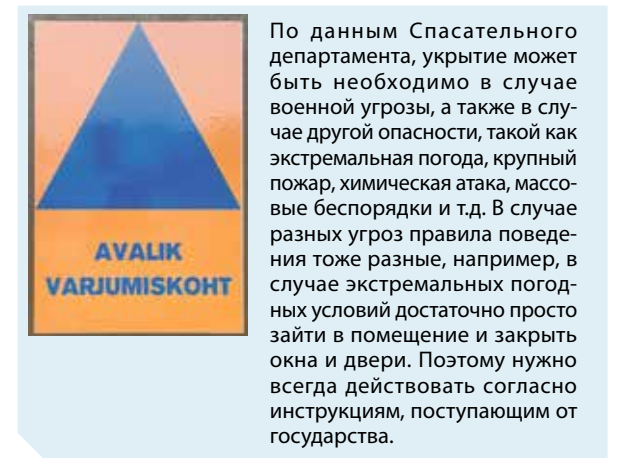 AVALIK
VARJUMISKOHT
По данным Спасательного
департамента, укрытие может
быть необходимо в случае
военной угрозы, а также в слу-
чае другой опасности, такой как
экстремальная погода, крупный
пожар, химическая атака, массо-
вые беспорядки и т.д. В случае
разных угроз правила поведе-
ния тоже разные, например, в
случае экстремальных погод-
ных условий достаточно просто
зайти в помещение и закрыть
окна и двери. Поэтому нужно
всегда действовать согласно
инструкциям, поступающим от
государства.